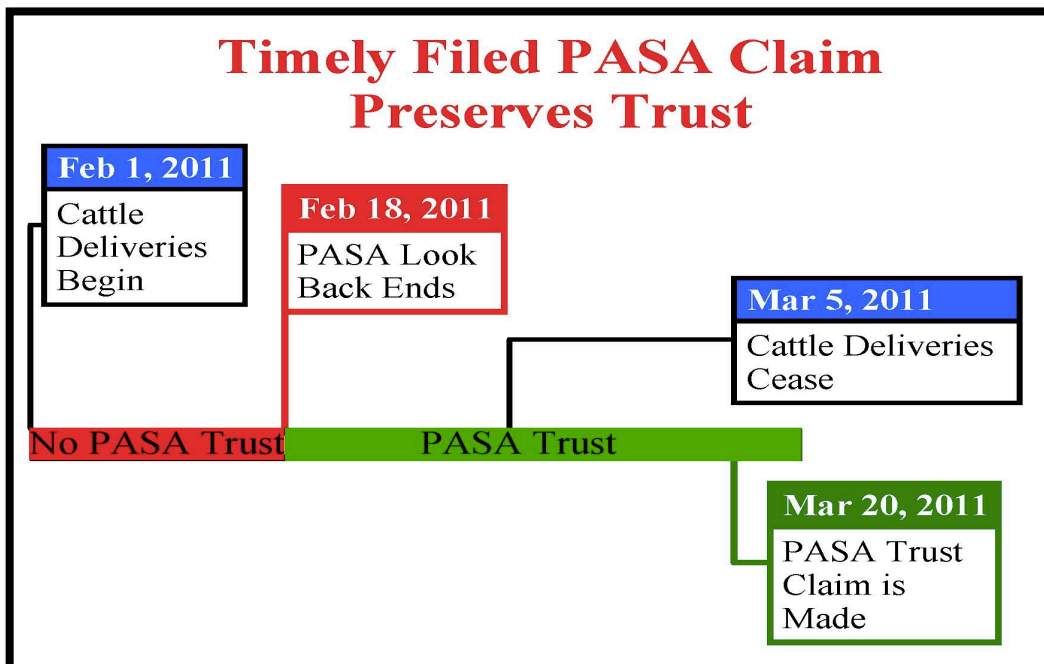 Timely Filed PASA Claim
Preserves Trust
Feb 1, 2011
Cattle
Deliveries
Begin
Feb 18, 2011
PASA Look
Back Ends
Mar 5, 2011
Cattle Deliveries
Cease
No PASA Trust
PASA Trust
Mar 20, 2011
PASA Trust
Claim is
Made